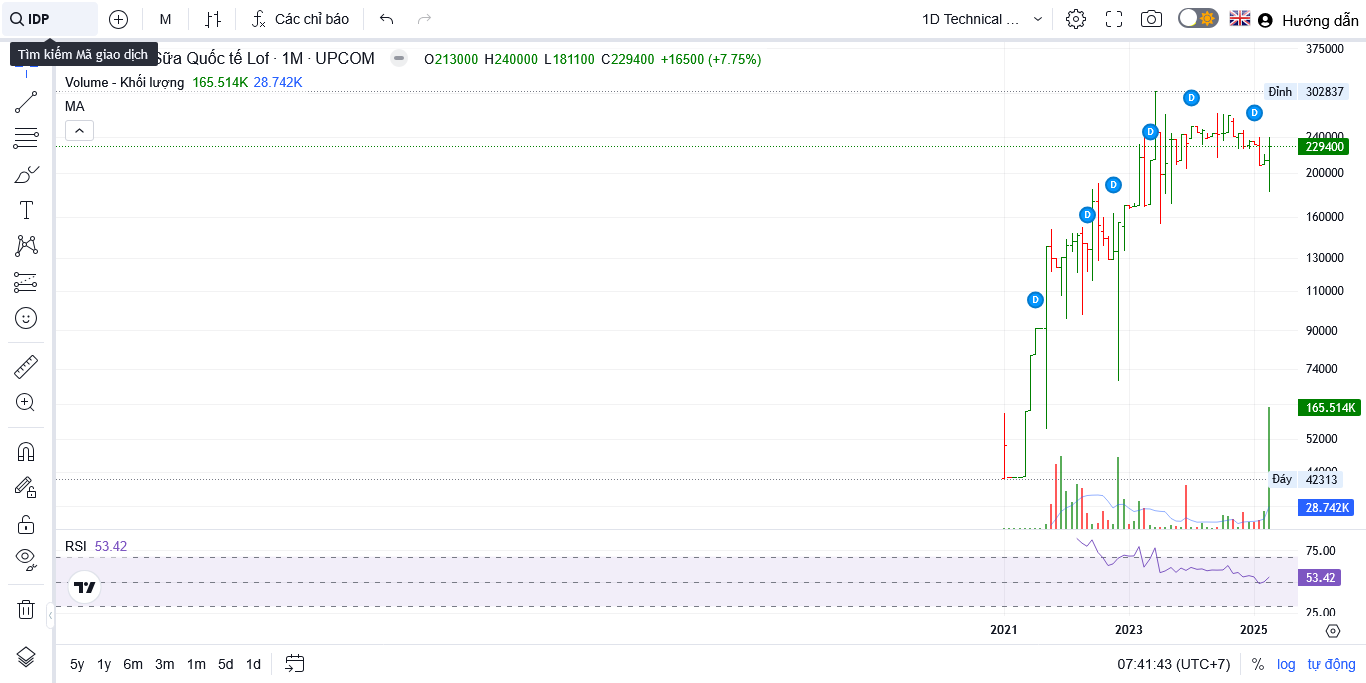 IDP
M
Các chỉ báo
1D Technical ...
Hướng dẫn
Tìm kiếm Mã giao dịch
Sữa Quốc tế Lof · 1M · UPCOM
O213000 H240000 L181100 C229400 +16500 (+7.75%)
Volume - Khối lượng 165.514K 28.742K
MA
375000
Đỉnh 302837
240000
229400
200000
160000
130000
110000
90000
74000
165.514K
52000
44000
Đáy 42313
28.742K
D
D
D
D
D
D
RSI 53.42
75.00
53.42
25.00
2021 2023 2025
5y 1y 6m 3m 1m 5d 1d
07:41:43 (UTC+7) % log tự động